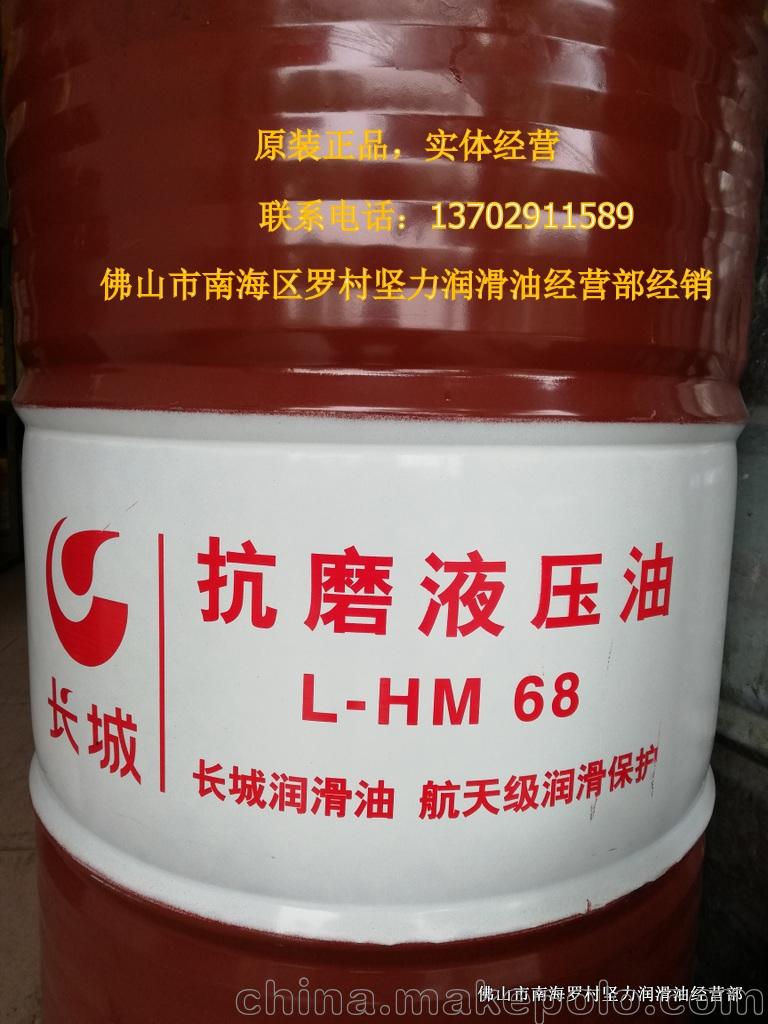 原装正品，实体经营
联系电话：13702911589
佛山市南海区罗村坚力润滑油经营部经销
抗磨液压油
L-HM 68
长城
长城润滑油 航天级润滑保护
佛山市南海罗村坚力润滑油经营部
china.makepolo.com